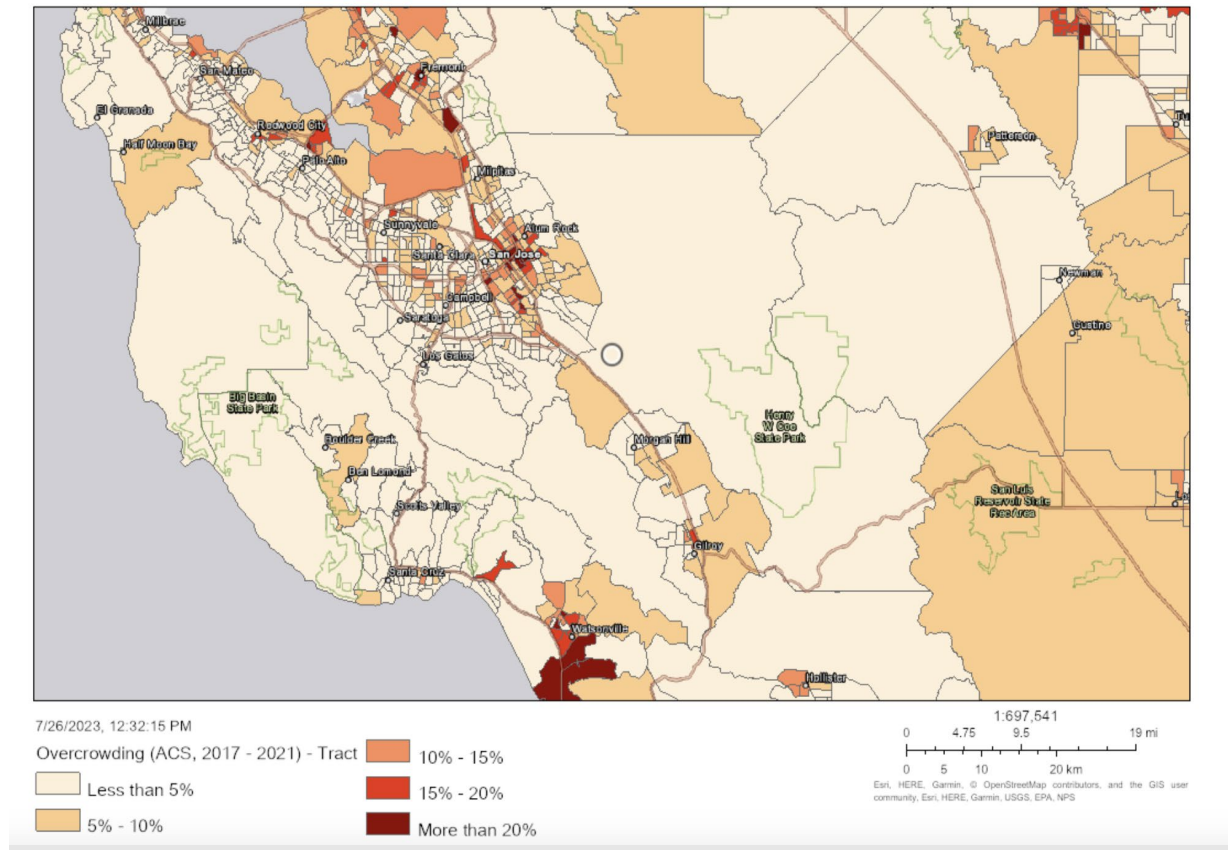 Millbrae
San Mateo
Fremont
El Granada
Redwood City
Half Moon Bay
Palo Alto
Patterson
Tu
Milpitas
Sunnyvale
Alum Rock
Santa Clara
San Jose
Newman
Campbell
Saratoga
Gustine
Los Gatos
Big Basin
State Park
Henry
W Coe
State Park
Boulder Creek
Morgan Hill
Ben Lomond
San Luis
Reservoir State
Rec Area
Lo
Scotts Valley
Gilroy
Santa Cruz
Watsonville
Hollister
7/26/2023, 12:32:15 PM
Overcrowding (ACS, 2017 - 2021) - Tract
Less than 5%
5% - 10%
10% - 15%
15% - 20%
More than 20%
1:697,541
0 4.75 9.5 19 mi
0 5 10 20 km
Esri, HERE, Garmin, © OpenStreetMap contributors, and the GIS user
community, Esri, HERE, Garmin, USGS, EPA, NPS